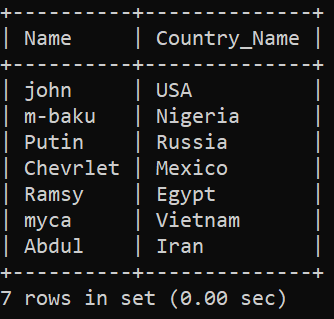 +----------+--------------+
| Name     | Country_Name |
+----------+--------------+
| john     | USA          |
| m-baku   | Nigeria      |
| Putin    | Russia       |
| Chevrlet | Mexico       |
| Ramsy    | Egypt        |
| myca     | Vietnam      |
| Abdul    | Iran         |
+----------+--------------+
7 rows in set (0.00 sec)